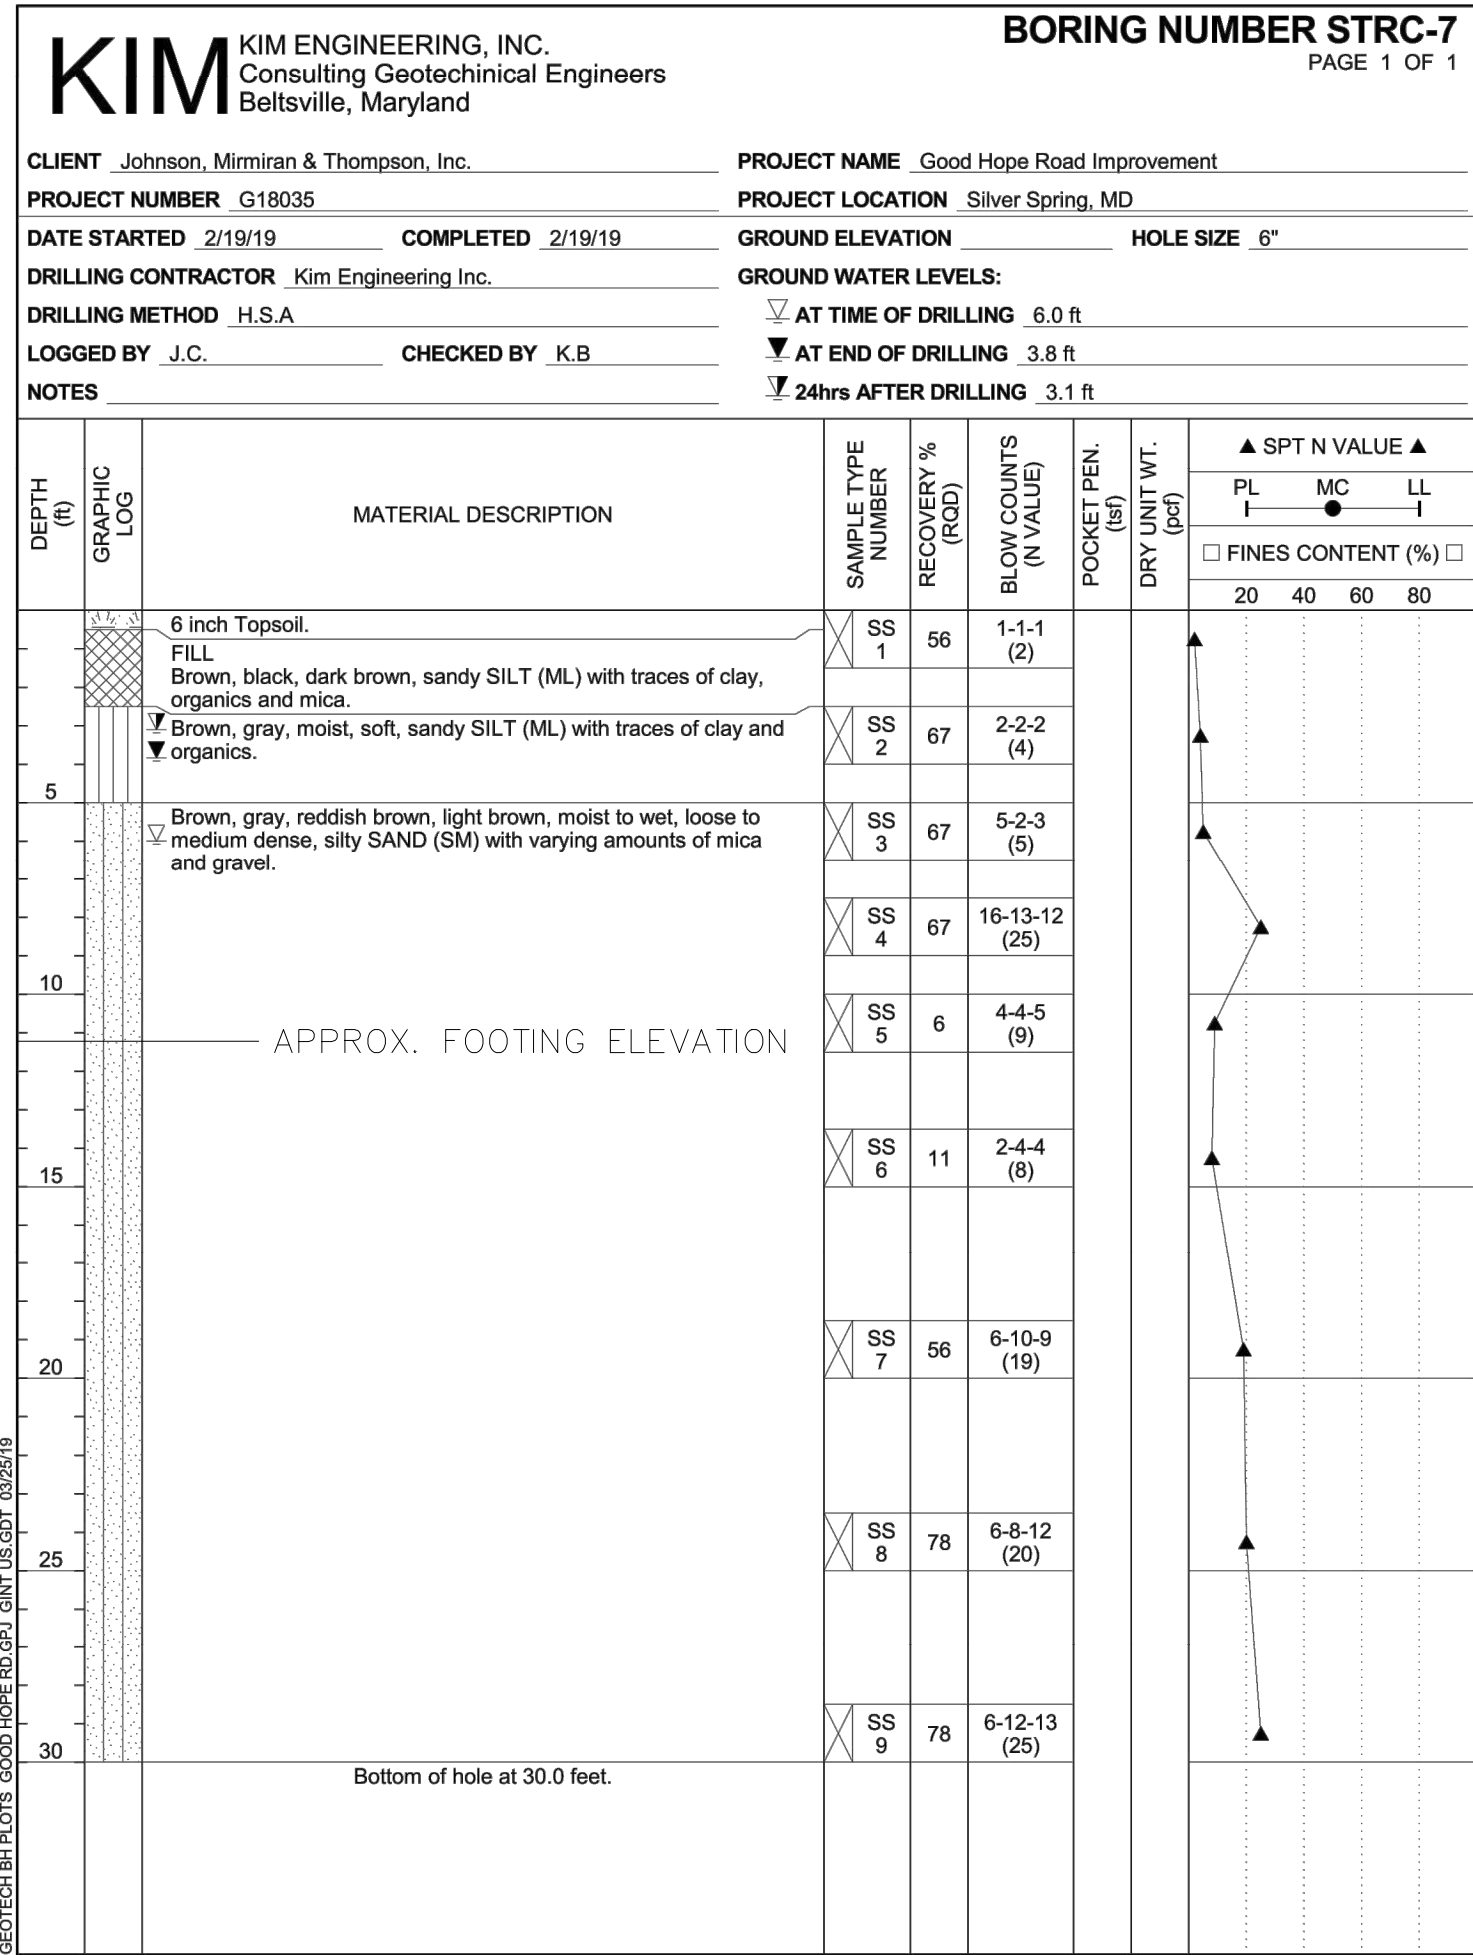 KIM
KIM ENGINEERING, INC.
Consulting Geotechinical Engineers
Beltsville, Maryland
BORING NUMBER STRC-7
PAGE 1 OF 1
CLIENT Johnson, Mirmiran & Thompson, Inc.
PROJECT NAME Good Hope Road Improvement
PROJECT NUMBER G18035
PROJECT LOCATION Silver Spring, MD
DATE STARTED 2/19/19 COMPLETED 2/19/19
GROUND ELEVATION HOLE SIZE 6"
DRILLING CONTRACTOR Kim Engineering Inc.
GROUND WATER LEVELS:
DRILLING METHOD H.S.A
AT TIME OF DRILLING 6.0 ft
LOGGED BY J.C. CHECKED BY K.B
AT END OF DRILLING 3.8 ft
NOTES
24hrs AFTER DRILLING 3.1 ft
DEPTH
(ft)
GRAPHIC
LOG
MATERIAL DESCRIPTION
SAMPLE TYPE
NUMBER
RECOVERY %
(RQD)
BLOW COUNTS
(N VALUE)
POCKET PEN.
(tsf)
DRY UNIT WT.
(pcf)
▲ SPT N VALUE ▲
PL MC LL
□ FINES CONTENT (%) □
20 40 60 80
6 inch Topsoil.
SS
1
56
1-1-1
(2)
FILL
Brown, black, dark brown, sandy SILT (ML) with traces of clay,
organics and mica.
Brown, gray, moist, soft, sandy SILT (ML) with traces of clay and
organics.
SS
2
67
2-2-2
(4)
5
Brown, gray, reddish brown, light brown, moist to wet, loose to
medium dense, silty SAND (SM) with varying amounts of mica
and gravel.
SS
3
67
5-2-3
(5)
SS
4
67
16-13-12
(25)
10
SS
5
6
4-4-5
(9)
APPROX. FOOTING ELEVATION
SS
6
11
2-4-4
(8)
15
SS
7
56
6-10-9
(19)
20
SS
8
78
6-8-12
(20)
25
SS
9
78
6-12-13
(25)
30
Bottom of hole at 30.0 feet.
GEOTECH BH PLOTS GOOD HOPE RD.GPJ GINT US.GDT 03/25/19